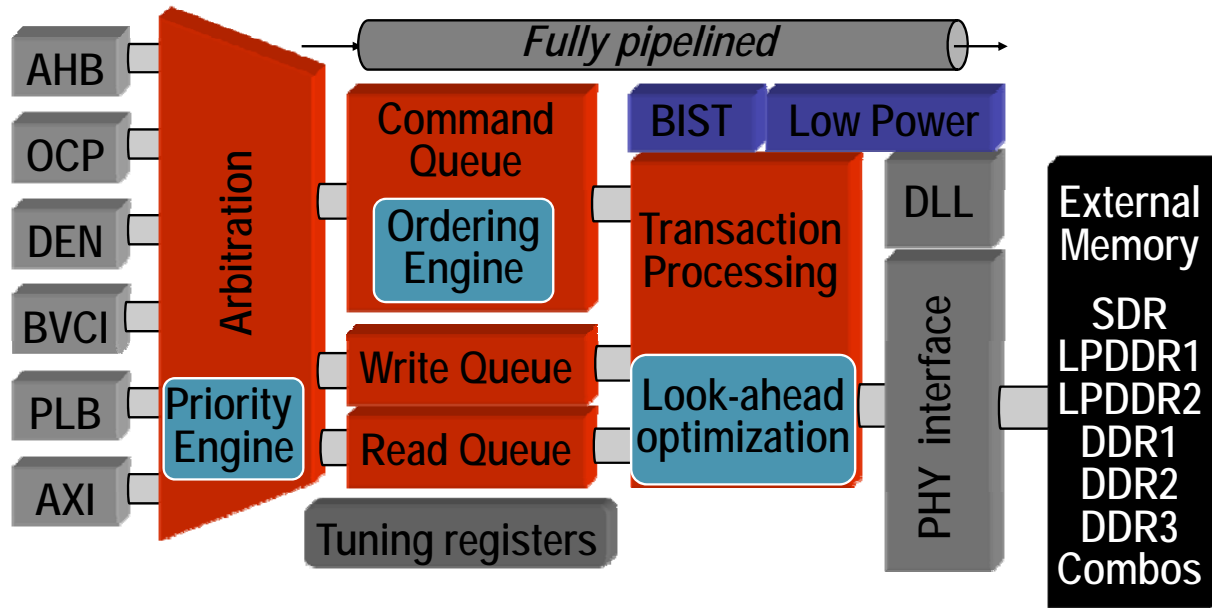 Fully pipelined
AHB
OCP
DEN
BVCI
PLB
AXI
Arbitration
Priority
Engine
Command
Queue
Ordering
Engine
Write Queue
Read Queue
Tuning registers
BIST
Low Power
Transaction
Processing
Look-ahead
optimization
DLL
PHY interface
External
Memory
SDR
LPDDR1
LPDDR2
DDR1
DDR2
DDR3
Combos